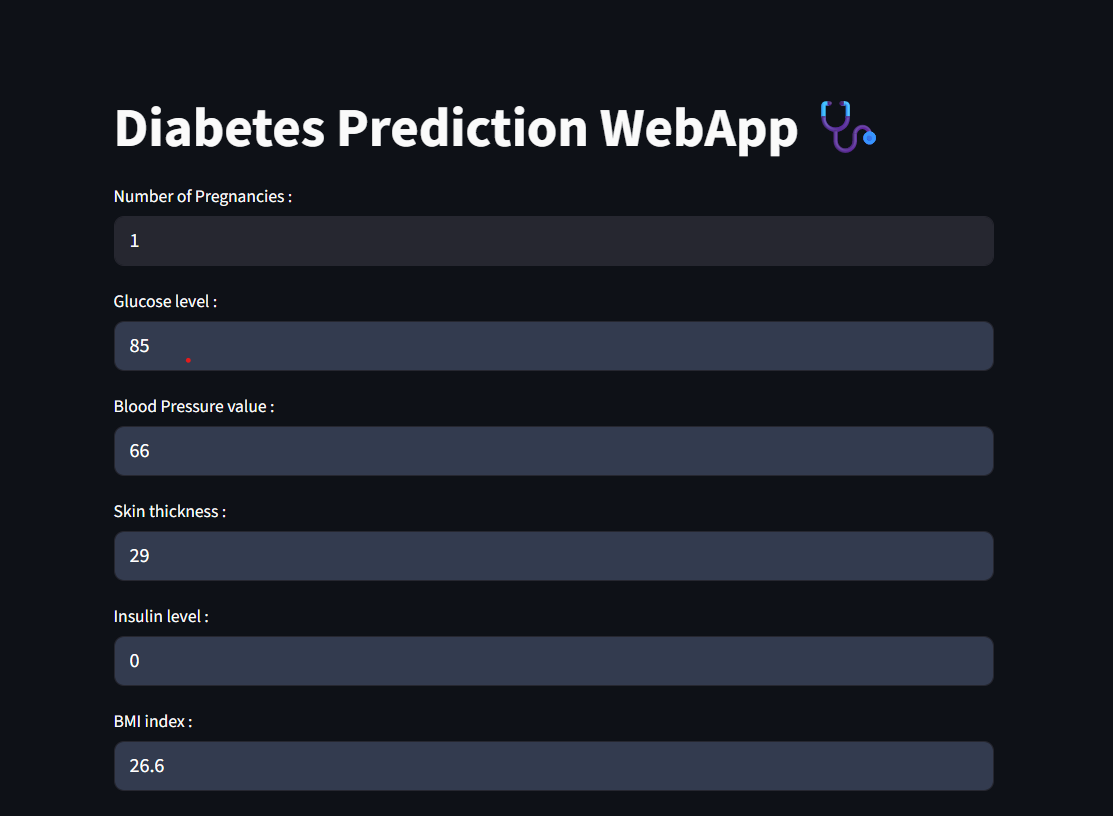 Diabetes Prediction WebApp 🩺
Number of Pregnancies :
1
Glucose level :
85
Blood Pressure value :
66
Skin thickness :
29
Insulin level :
0
BMI index :
26.6